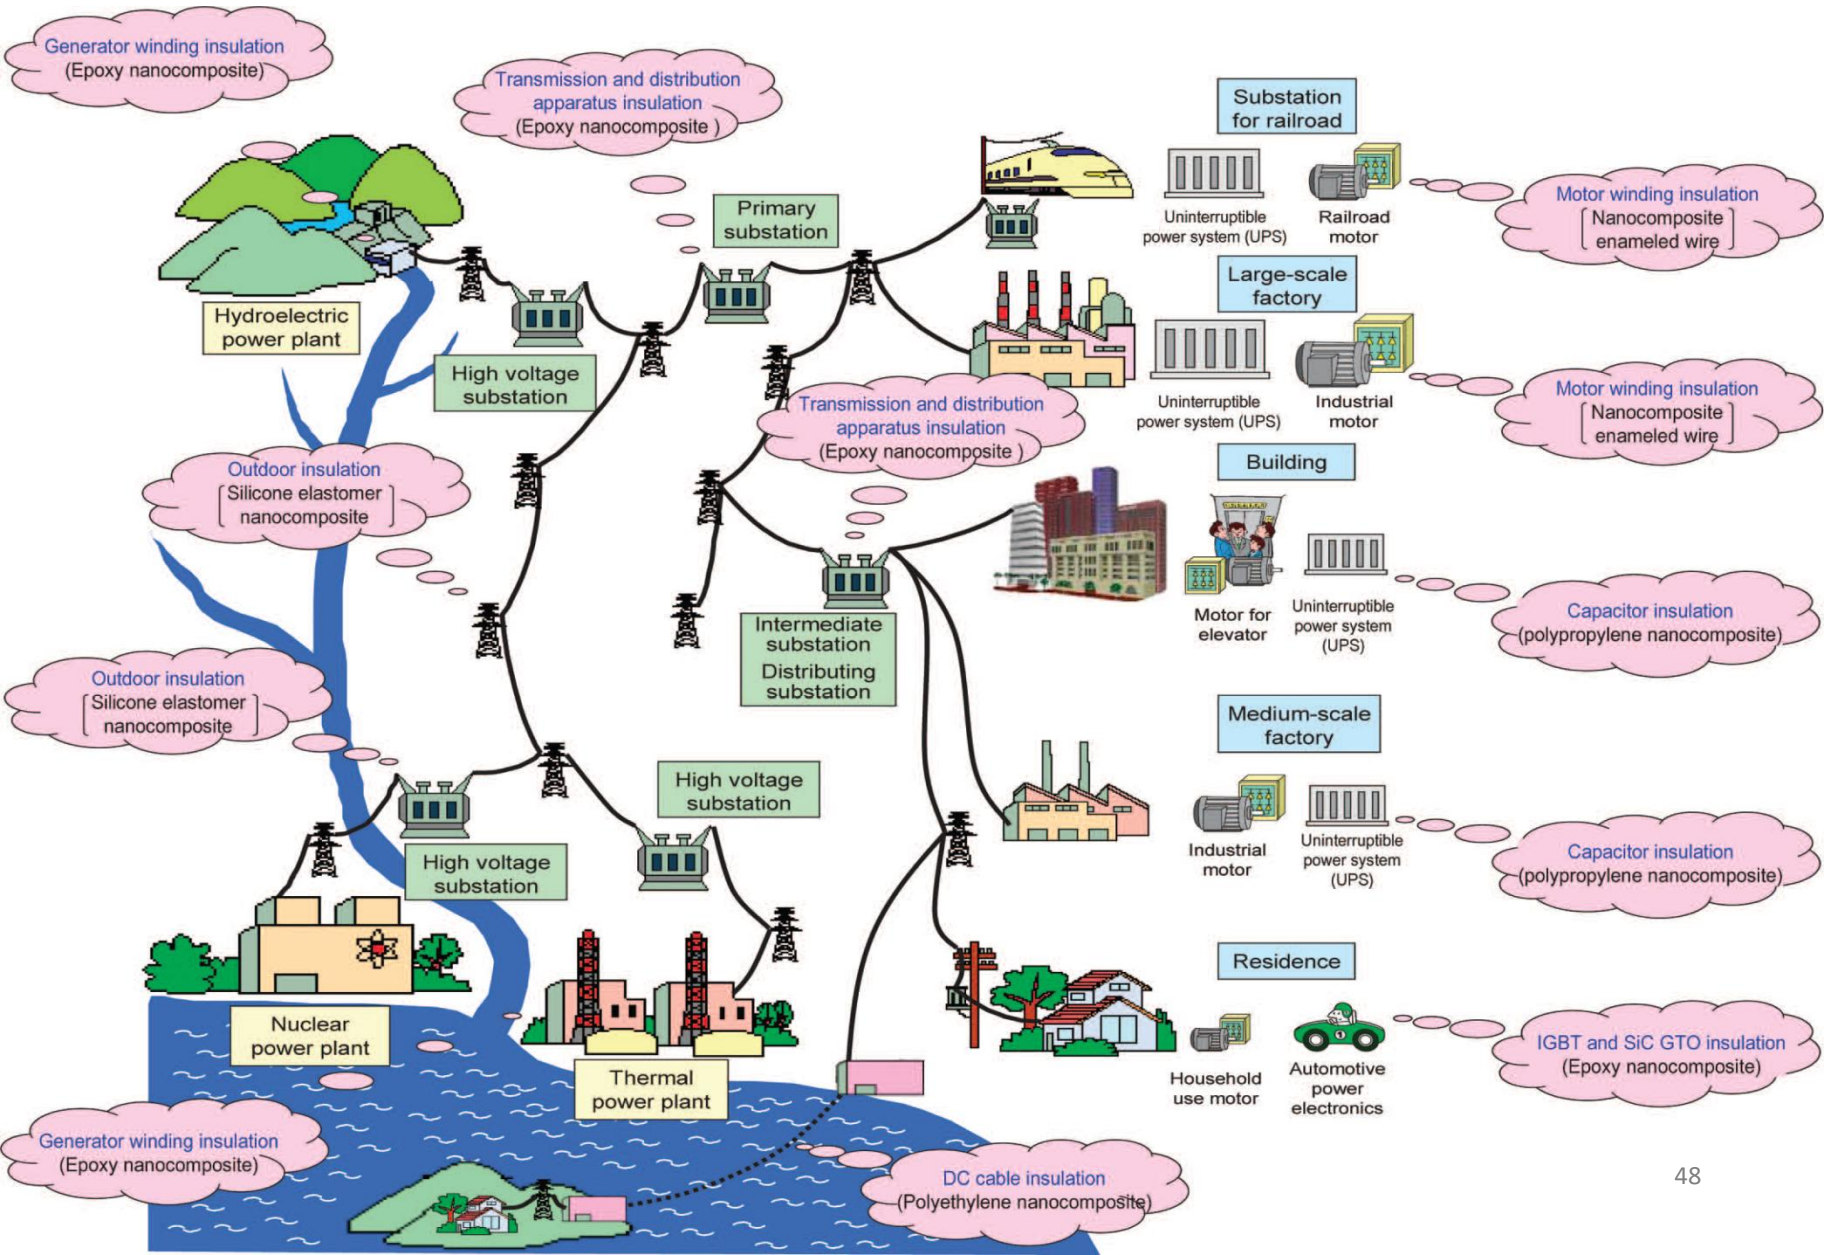 Generator winding insulation
(Epoxy nanocomposite)
Transmission and distribution
apparatus insulation
(Epoxy nanocomposite )
Substation
for railroad
Primary
substation
Uninterruptible
power system (UPS)
Railroad
motor
Motor winding insulation
Nanocomposite
enameled wire
Hydroelectric
power plant
High voltage
substation
Large-scale
factory
Uninterruptible
power system (UPS)
Industrial
motor
Motor winding insulation
Nanocomposite
enameled wire
Transmission and distribution
apparatus insulation
(Epoxy nanocomposite )
Outdoor insulation
Silicone elastomer
nanocomposite
Building
Motor for
elevator
Uninterruptible
power system
(UPS)
Capacitor insulation
(polypropylene nanocomposite)
Intermediate
substation
Distributing
substation
Outdoor insulation
Silicone elastomer
nanocomposite
Medium-scale
factory
High voltage
substation
High voltage
substation
Industrial
motor
Uninterruptible
power system
(UPS)
Capacitor insulation
(polypropylene nanocomposite)
Residence
Nuclear
power plant
Thermal
power plant
Household
use motor
Automotive
power
electronics
1
IGBT and SiC GTO insulation
(Epoxy nanocomposite)
Generator winding insulation
(Epoxy nanocomposite)
DC cable insulation
(Polyethylene nanocomposite)
48